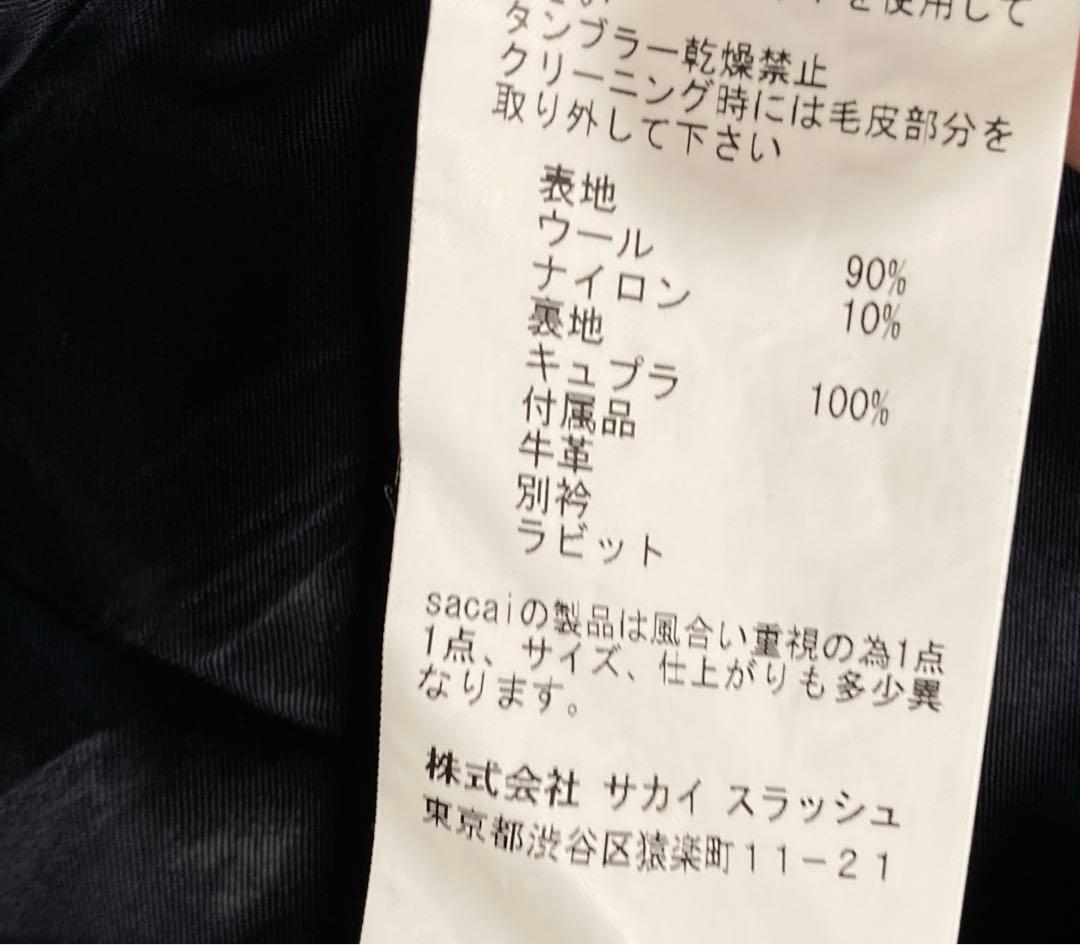 を使用して
タンブラー乾燥禁止
クリーニング時には毛皮部分を
取り外して下さい
表地
ウール 90%
ナイロン 10%
裏地
キュプラ 100%
付属品
牛革
別衿
ラビット
sacaiの製品は風合い重視の為1点
1点、サイズ、仕上がりも多少異
なります。
株式会社 サカイ スラッシュ
東京都渋谷区猿楽町11−21